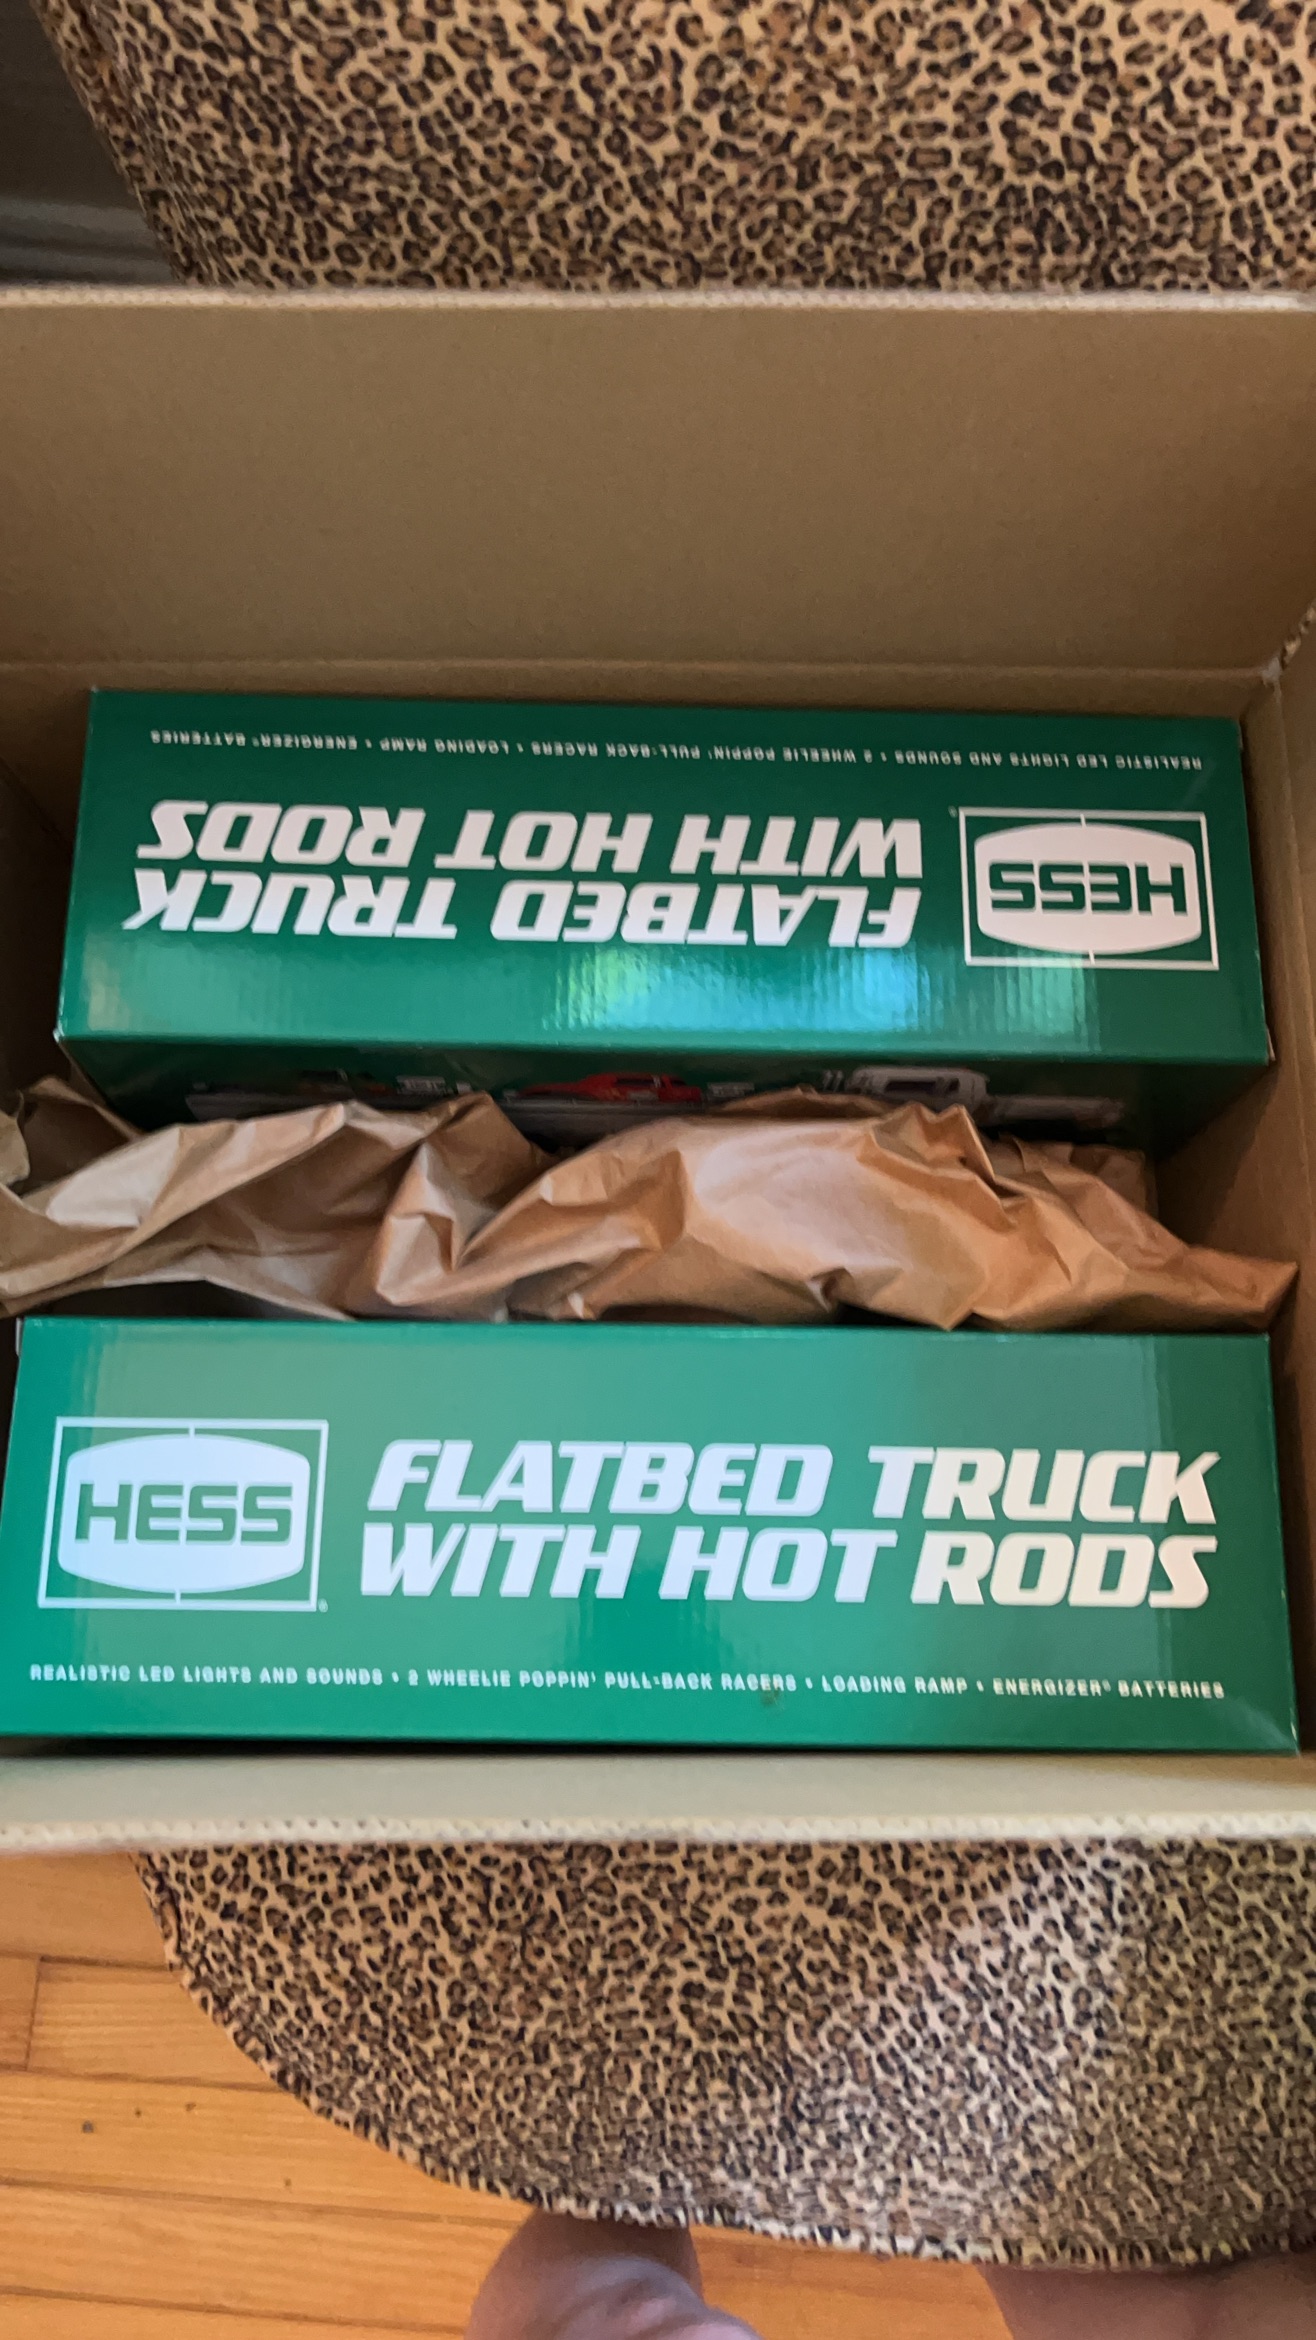 REALISTIC LED LIGHTS AND SOUNDS • 2 WHEELIE POPPIN' PULL-BACK RACERS • LOADING RAMP • ENERGIZER® BATTERIES
HESS
FLATBED TRUCK
WITH HOT RODS
HESS®
FLATBED TRUCK
WITH HOT RODS
REALISTIC LED LIGHTS AND SOUNDS • 2 WHEELIE POPPIN' PULL-BACK RACERS • LOADING RAMP • ENERGIZER® BATTERIES